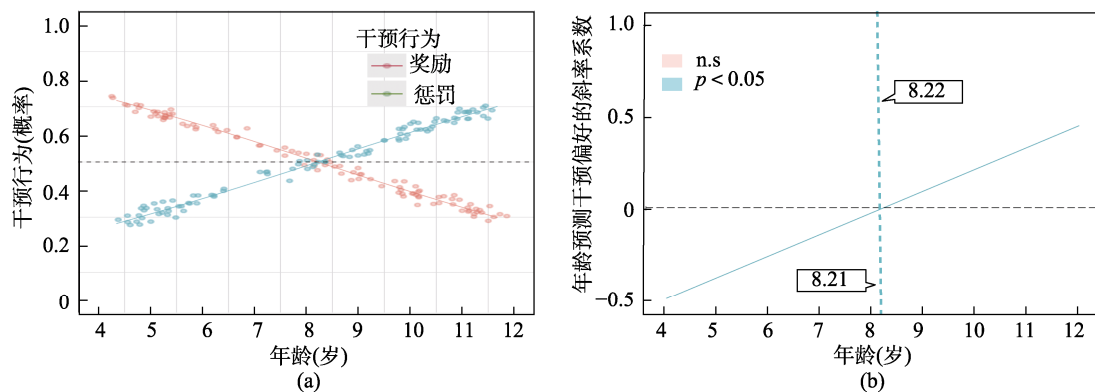 干预行为(概率)
1.0
0.8
0.6
0.4
0.2
0
干预行为
奖励
惩罚
4 5 6 7 8 9 10 11 12
年龄(岁)
(a)
年龄预测干预偏好的斜率系数
1.0
0.5
0
−0.5
n.s
p < 0.05
8.22
8.21
4 5 6 7 8 9 10 11 12
年龄(岁)
(b)